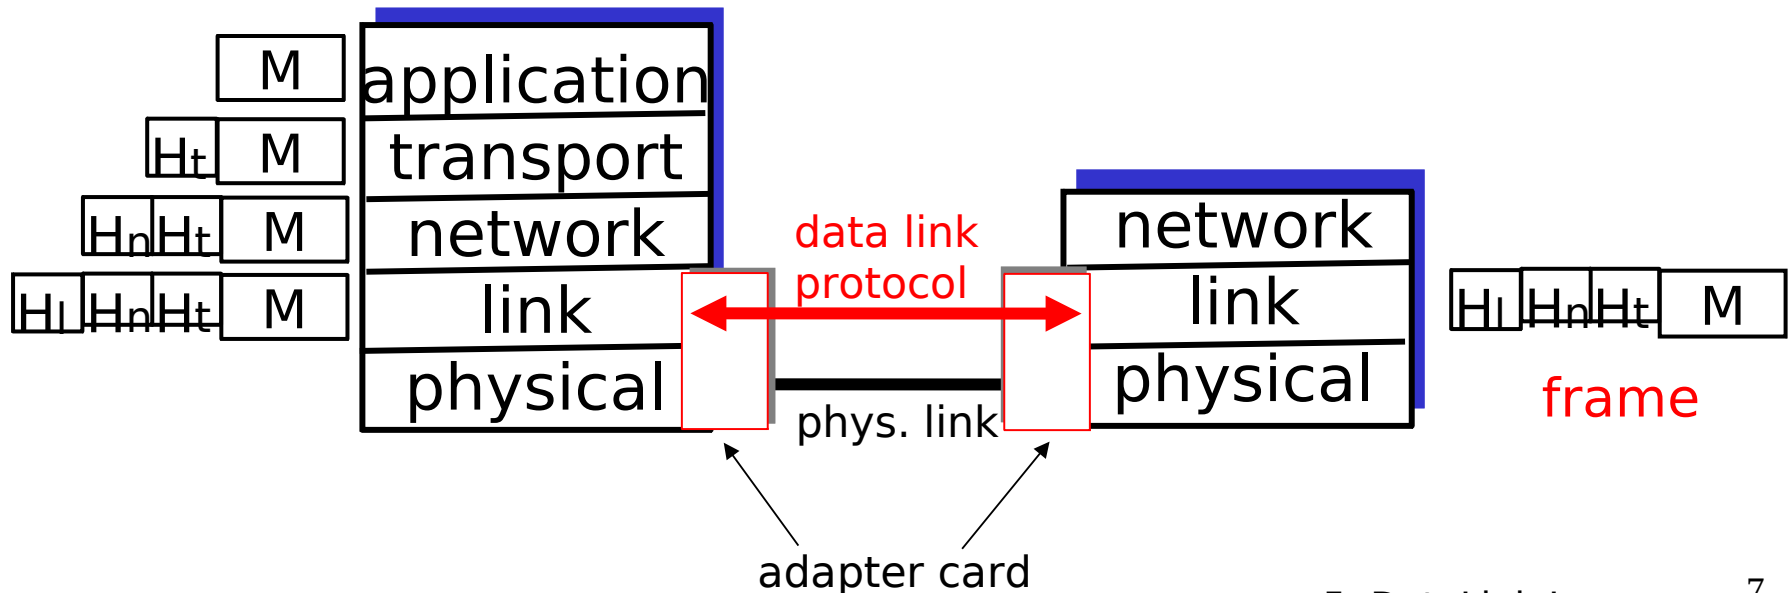 M
application
Ht M
transport
Hn Ht M
network
Hl Hn Ht M
link
physical
data link
protocol
phys. link
adapter card
network
link
physical
Hl Hn Ht M
frame
7